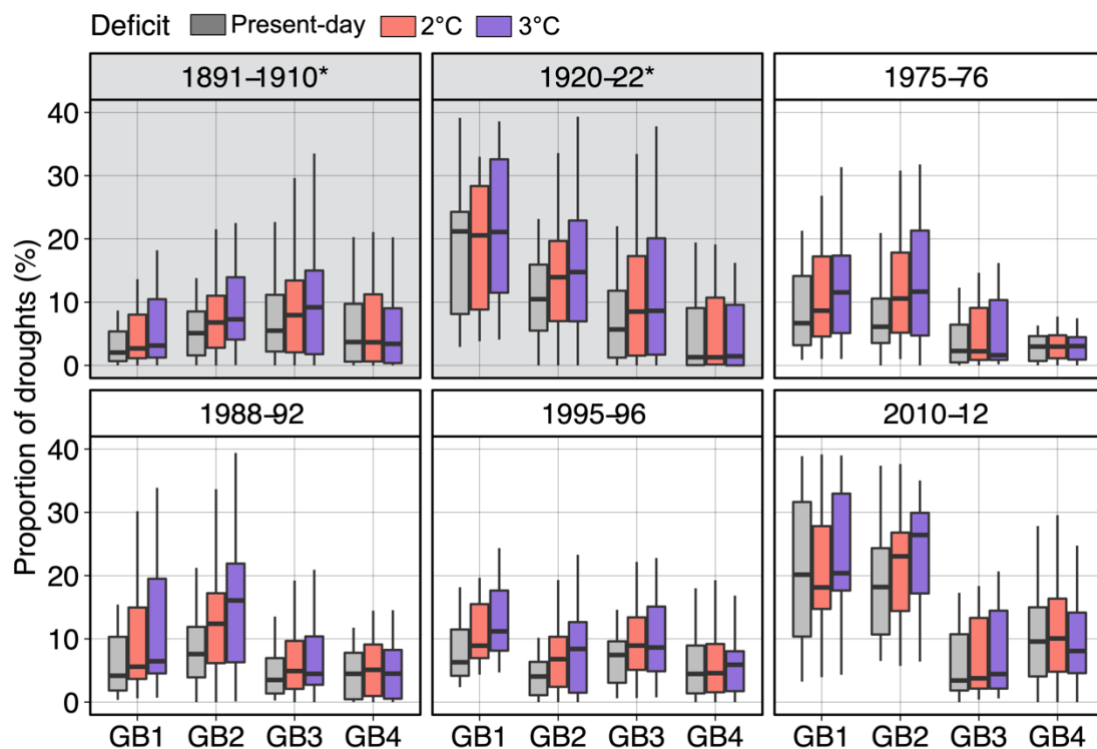 Deficit Present-day 2°C 3°C
1891–1910* 1920–22* 1975–76
40
30
20
10
0
1988–92 1995–96 2010–12
40
30
20
10
0
Proportion of droughts (%)
GB1 GB2 GB3 GB4 GB1 GB2 GB3 GB4 GB1 GB2 GB3 GB4